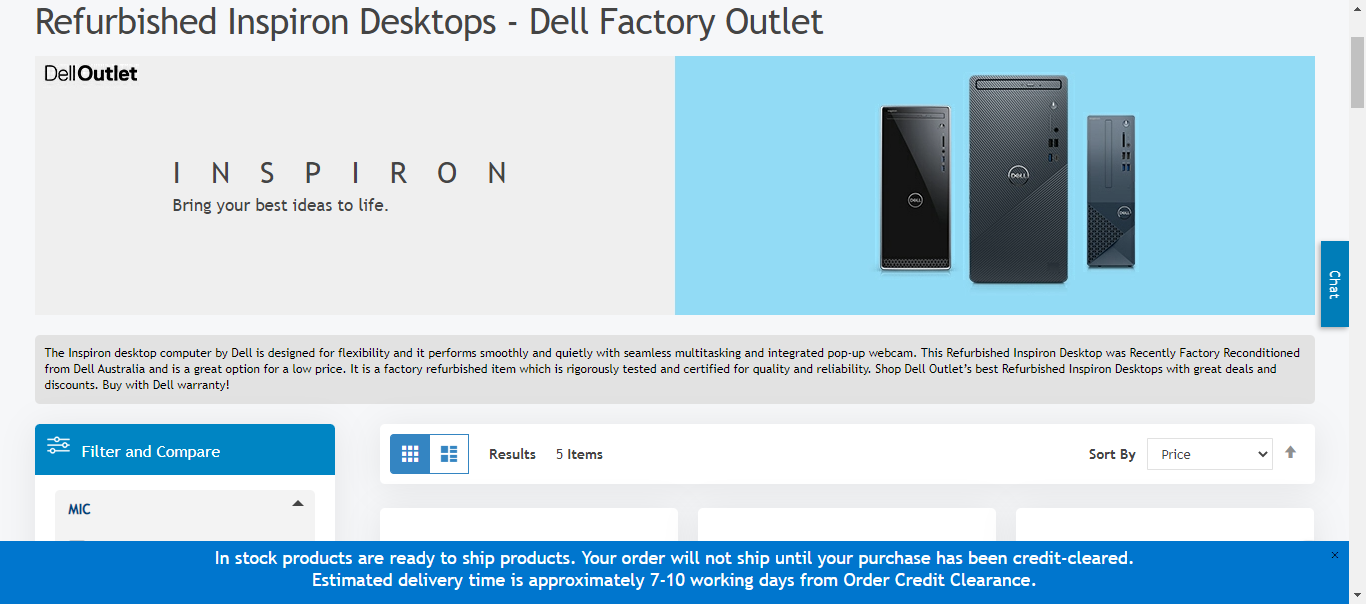 Refurbished Inspiron Desktops - Dell Factory Outlet
DellOutlet
INSPIRON
Bring your best ideas to life.
DELL
DELL
DELL
Chat
The Inspiron desktop computer by Dell is designed for flexibility and it performs smoothly and quietly with seamless multitasking and integrated pop-up webcam. This Refurbished Inspiron Desktop was Recently Factory Reconditioned
from Dell Australia and is a great option for a low price. It is a factory refurbished item which is rigorously tested and certified for quality and reliability. Shop Dell Outlet's best Refurbished Inspiron Desktops with great deals and
discounts. Buy with Dell warranty!
Filter and Compare
Results 5 Items
Sort By Price
MIC
In stock products are ready to ship products. Your order will not ship until your purchase has been credit-cleared.
Estimated delivery time is approximately 7-10 working days from Order Credit Clearance.